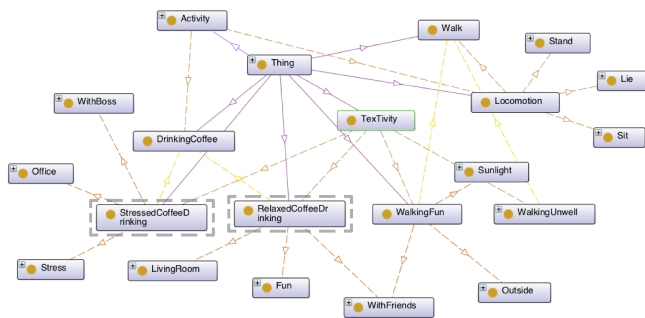 Activity
Walk
Stand
Thing
Lie
WithBoss
Locomotion
TexTivity
DrinkingCoffee
Sit
Office
Sunlight
StressedCoffeeD
rinking
RelaxedCoffeeDr
inking
WalkingFun
WalkingUnwell
Stress
LivingRoom
Fun
Outside
WithFriends